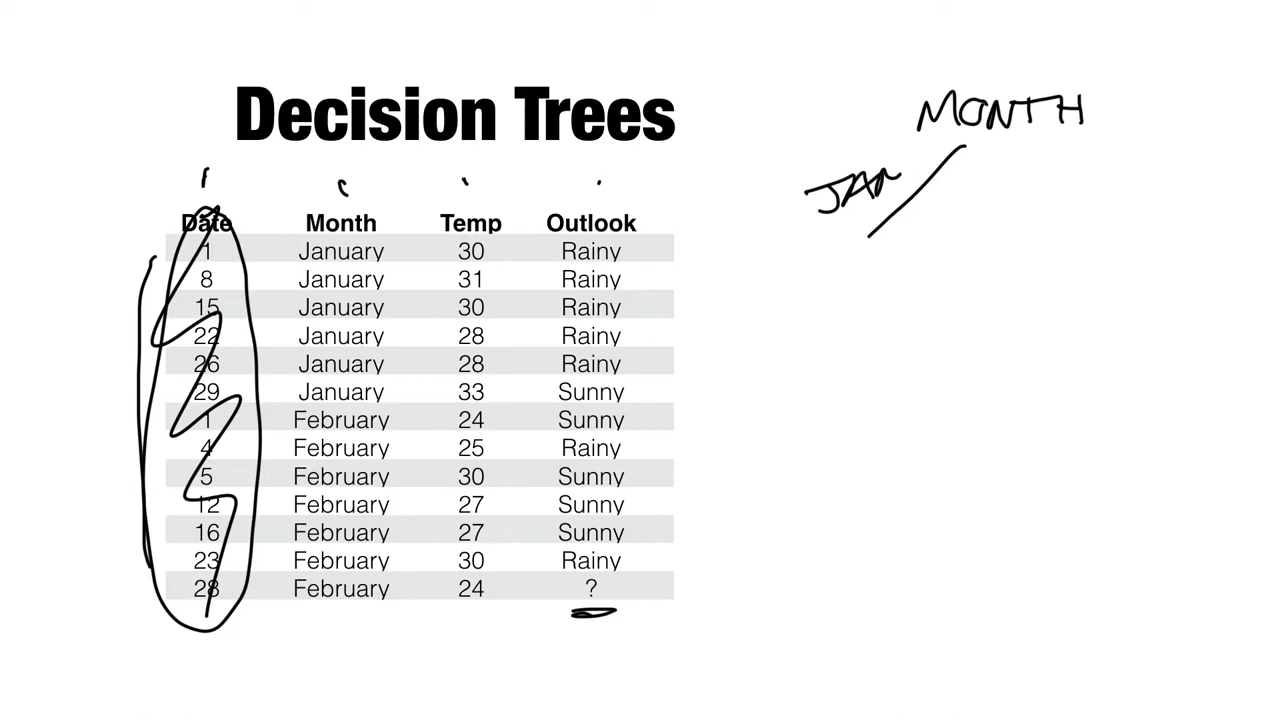 Decision Trees
MONTH
JAN
Date Month Temp Outlook
1 January 30 Rainy
8 January 31 Rainy
15 January 30 Rainy
22 January 28 Rainy
26 January 28 Rainy
29 January 33 Sunny
1 February 24 Sunny
4 February 25 Rainy
5 February 30 Sunny
12 February 27 Sunny
16 February 27 Sunny
23 February 30 Rainy
28 February 24 ?